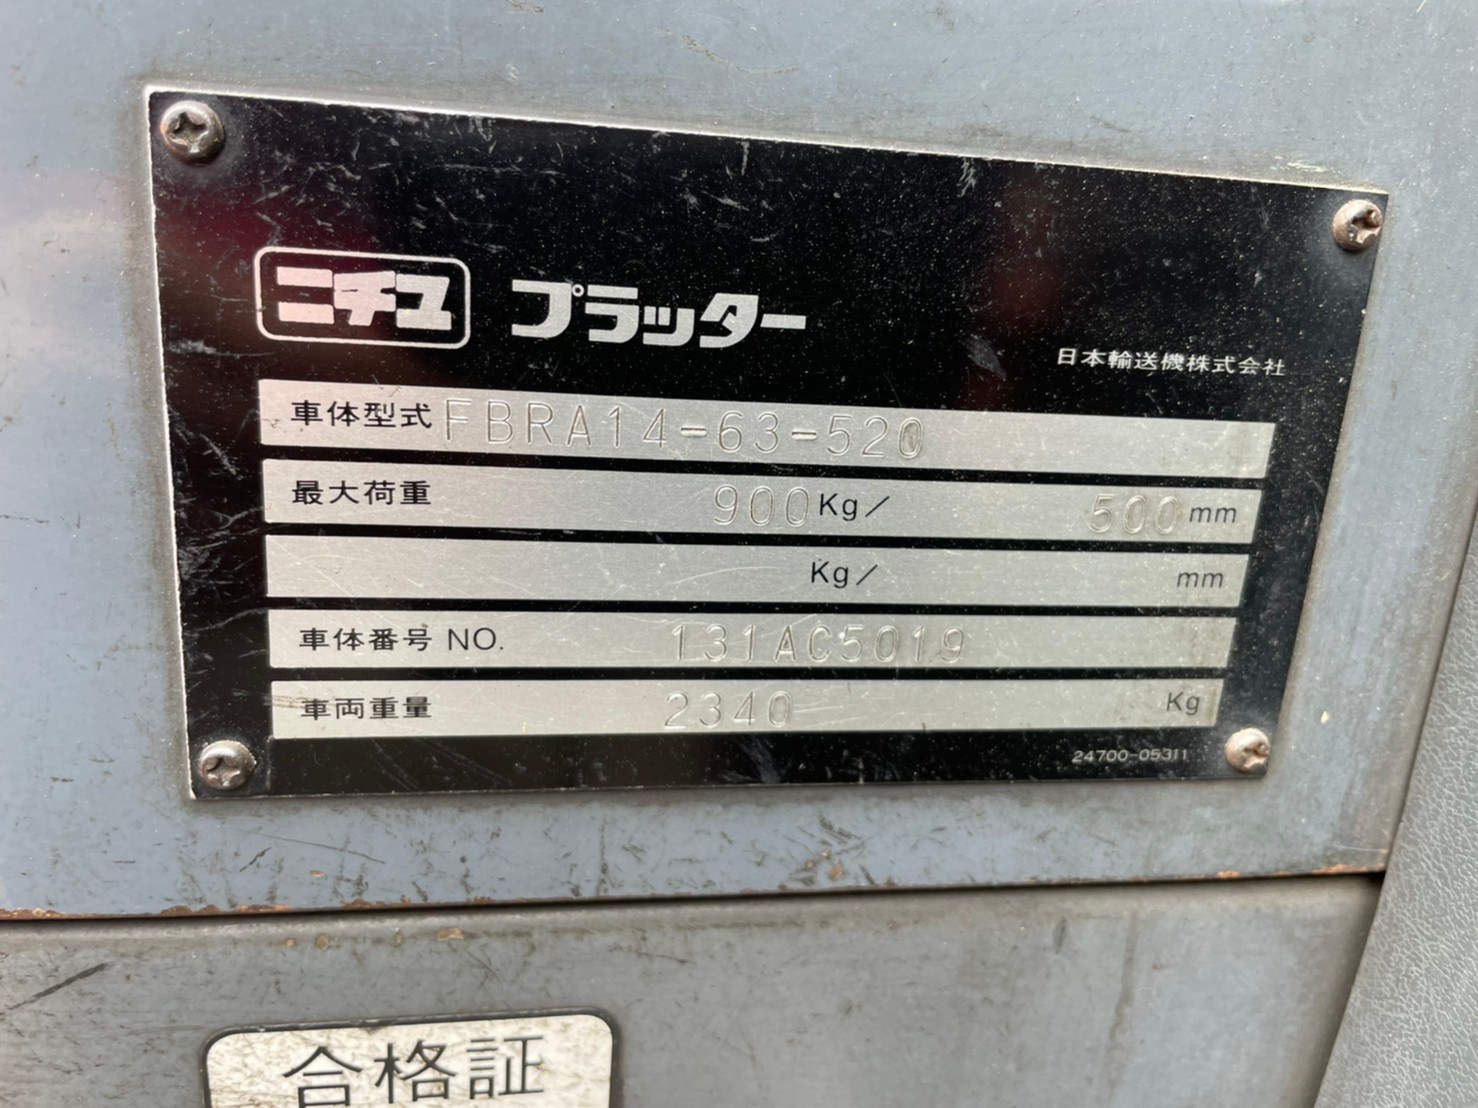 ニチユ プラッター
日本輸送機株式会社
車体型式 FBRA14-63-520
最大荷重 900 Kg/ 500 mm
Kg/ mm
車体番号 NO. 131AC5019
車両重量 2340 Kg
24700-05311
合格証